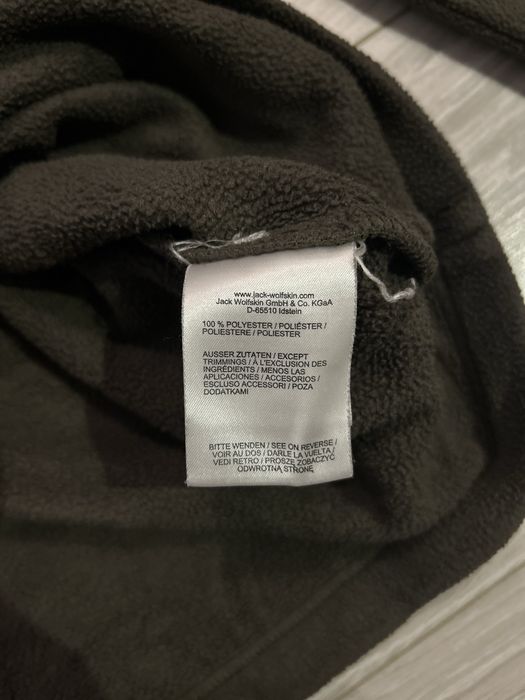 www.jack-wolfskin.com
Jack Wolfskin GmbH & Co. KGaA
D-65510 Idstein
100 % POLYESTER / POLIÉSTER /
POLIESTERE / POLIESTER
AUSSER ZUTATEN / EXCEPT
TRIMMINGS / À L'EXCLUSION DES
INGRÉDIENTS / MENOS LAS
APLICACIONES / ACCESORIOS /
ESCLUSO ACCESSORI / POZA
DODATKAMI
BITTE WENDEN / SEE ON REVERSE /
VOIR AU DOS / DARLE LA VUELTA /
VEDI RETRO / PROSZĘ ZOBACZYĆ
ODWROTNĄ STRONĘ